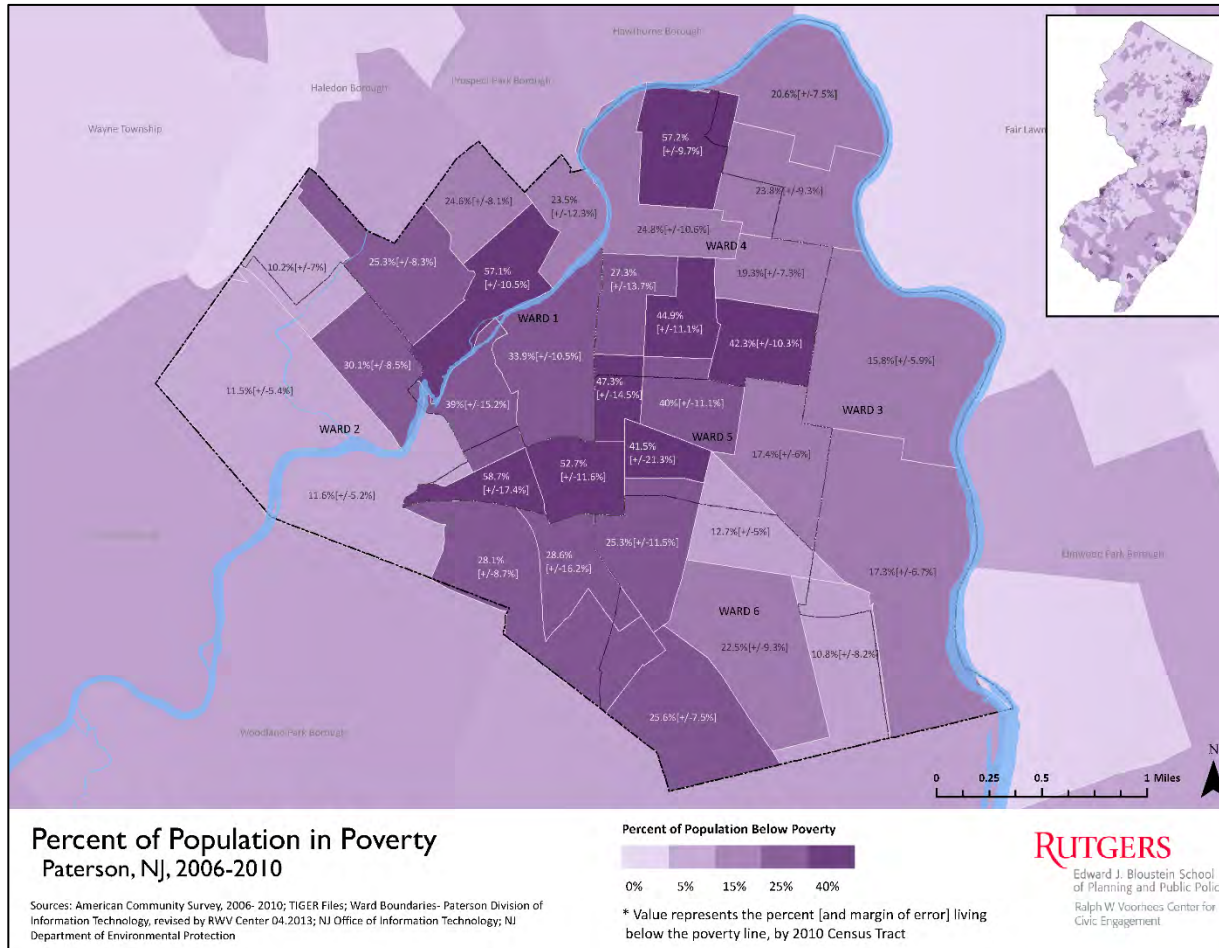 Hawthorne Borough
Prospect Park Borough
Haledon Borough
Wayne Township
Fair Lawn
20.6%[+/-7.5%]
57.2%
[+/-9.7%]
23.8%[+/-9.3%]
24.6%[+/-8.1%]
23.5%
[+/-12.3%]
24.8%[+/-10.6%]
WARD 4
10.2%[+/-7%]
25.3%[+/-8.3%]
57.1%
[+/-10.5%]
27.3%
[+/-13.7%]
19.3%[+/-7.3%]
WARD 1
44.9%
[+/-11.1%]
42.3%[+/-10.3%]
33.9%[+/-10.5%]
15.8%[+/-5.9%]
30.1%[+/-8.5%]
11.5%[+/-5.4%]
47.3%
[+/-14.5%]
39%[+/-15.2%]
40%[+/-11.1%]
WARD 3
WARD 2
WARD 5
41.5%
[+/-21.3%]
17.4%[+/-6%]
52.7%
[+/-11.6%]
58.7%
[+/-17.4%]
11.6%[+/-5.2%]
12.7%[+/-5%]
25.3%[+/-11.5%]
28.1%
[+/-8.7%]
28.6%
[+/-16.2%]
17.3%[+/-6.7%]
Elmwood Park Borough
WARD 6
22.5%[+/-9.3%]
10.8%[+/-8.2%]
25.6%[+/-7.5%]
Woodland Park Borough
N
0 0.25 0.5 1 Miles
Percent of Population in Poverty
Paterson, NJ, 2006-2010
Sources: American Community Survey, 2006- 2010; TIGER Files; Ward Boundaries- Paterson Division of
Information Technology, revised by RWV Center 04.2013; NJ Office of Information Technology; NJ
Department of Environmental Protection
Percent of Population Below Poverty
0% 5% 15% 25% 40%
* Value represents the percent [and margin of error] living
below the poverty line, by 2010 Census Tract
RUTGERS
Edward J. Bloustein School
of Planning and Public Polic
Ralph W Voorhees Center for
Civic Engagement